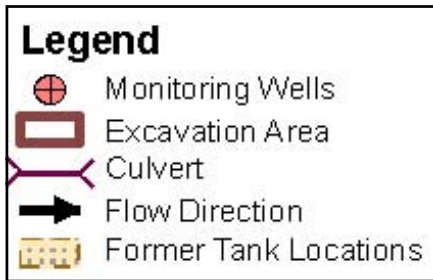 Legend
Monitoring Wells
Excavation Area
Culvert
Flow Direction
Former Tank Locations